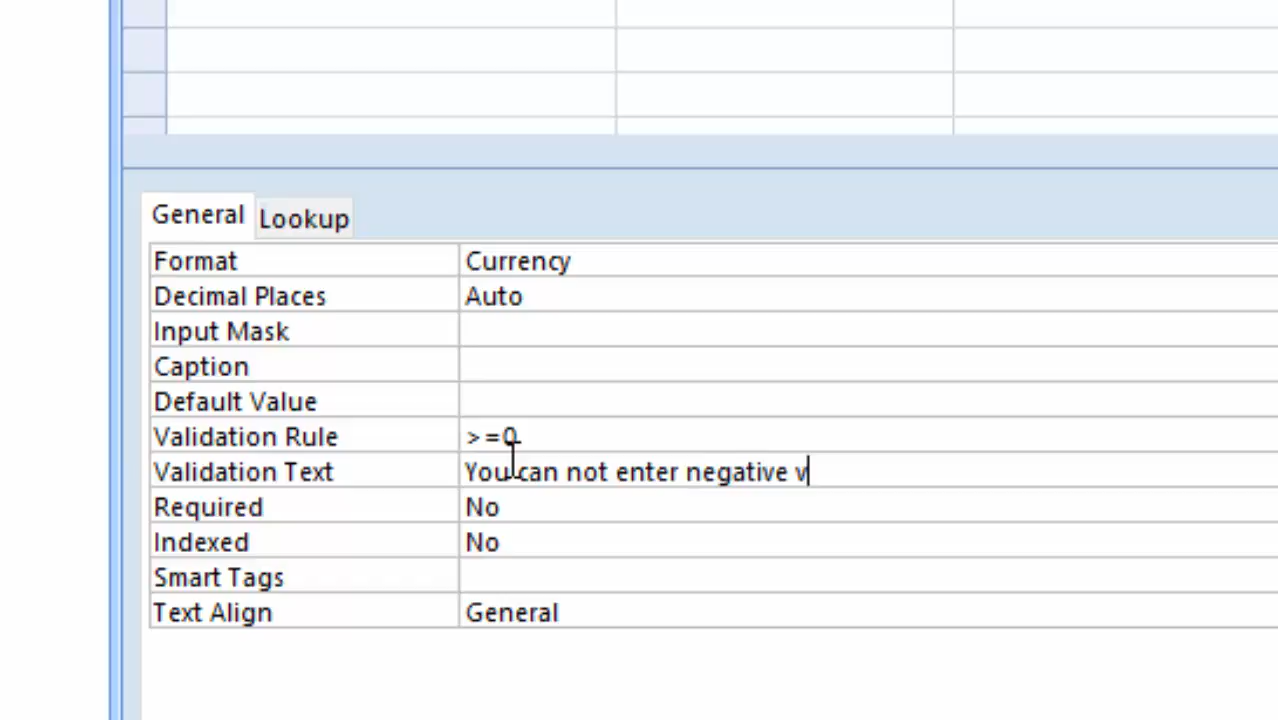 General Lookup
Format Currency
Decimal Places Auto
Input Mask
Caption
Default Value
Validation Rule >=0
Validation Text You can not enter negative v
Required No
Indexed No
Smart Tags
Text Align General